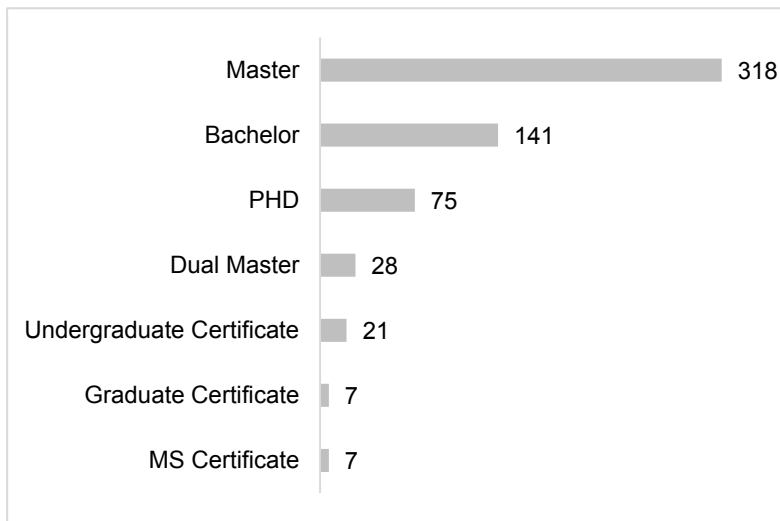 Master 318
Bachelor 141
PHD 75
Dual Master 28
Undergraduate Certificate 21
Graduate Certificate 7
MS Certificate 7